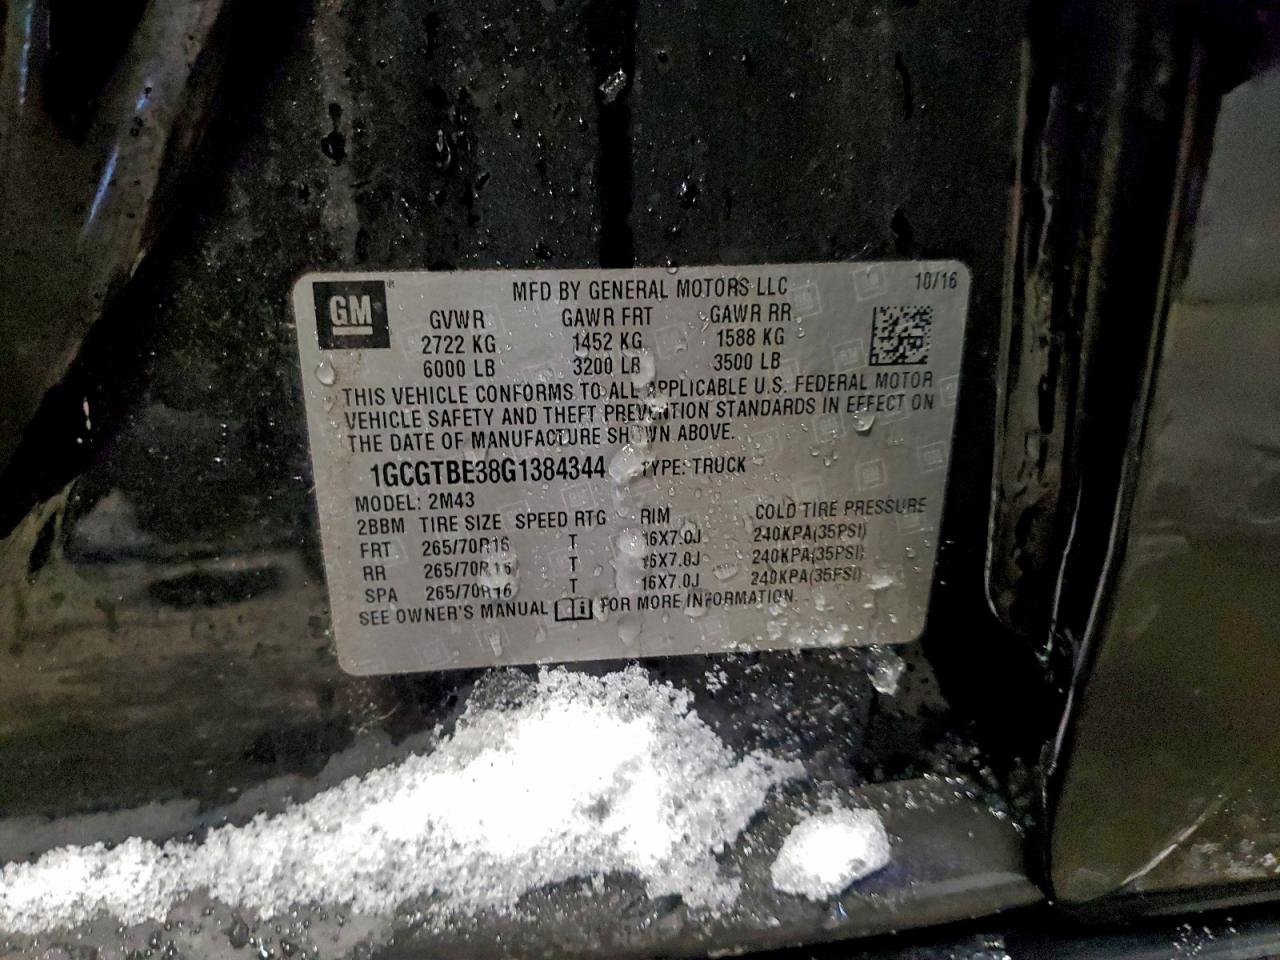 GM ® MFD BY GENERAL MOTORS LLC 10/16
GVWR GAWR FRT GAWR RR
2722 KG 1452 KG 1588 KG
6000 LB 3200 LB 3500 LB
THIS VEHICLE CONFORMS TO ALL APPLICABLE U.S. FEDERAL MOTOR
VEHICLE SAFETY AND THEFT PREVENTION STANDARDS IN EFFECT ON
THE DATE OF MANUFACTURE SHOWN ABOVE.
1GCGTBE38G1384344 TYPE: TRUCK
MODEL: 2M43
2BBM TIRE SIZE SPEED RTG RIM COLD TIRE PRESSURE
FRT 265/70R16 T 16X7.0J 240KPA(35PSI)
RR 265/70R16 T 16X7.0J 240KPA(35PSI)
SPA 265/70R16 T 16X7.0J 240KPA(35PSI)
SEE OWNER'S MANUAL i FOR MORE INFORMATION.